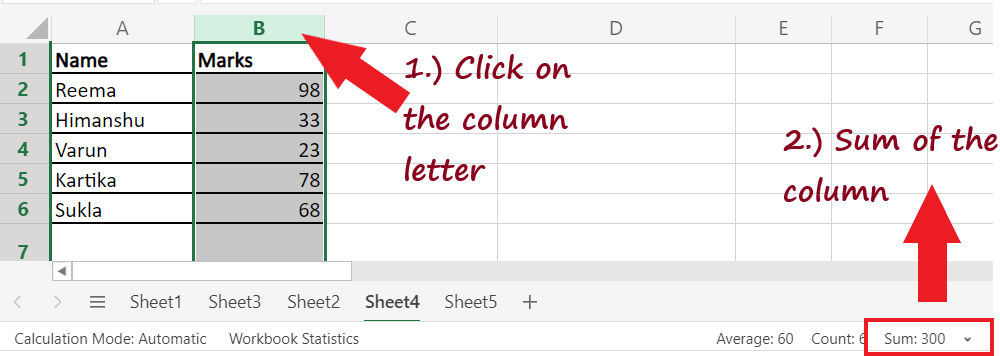 A B C D E F G
1 Name Marks
2 Reema 98
3 Himanshu 33
4 Varun 23
5 Kartika 78
6 Sukla 68
7
1.) Click on
the column
letter
2.) Sum of the
column
Sheet1 Sheet3 Sheet2 Sheet4 Sheet5
Calculation Mode: Automatic Workbook Statistics Average: 60 Count: 6 Sum: 300